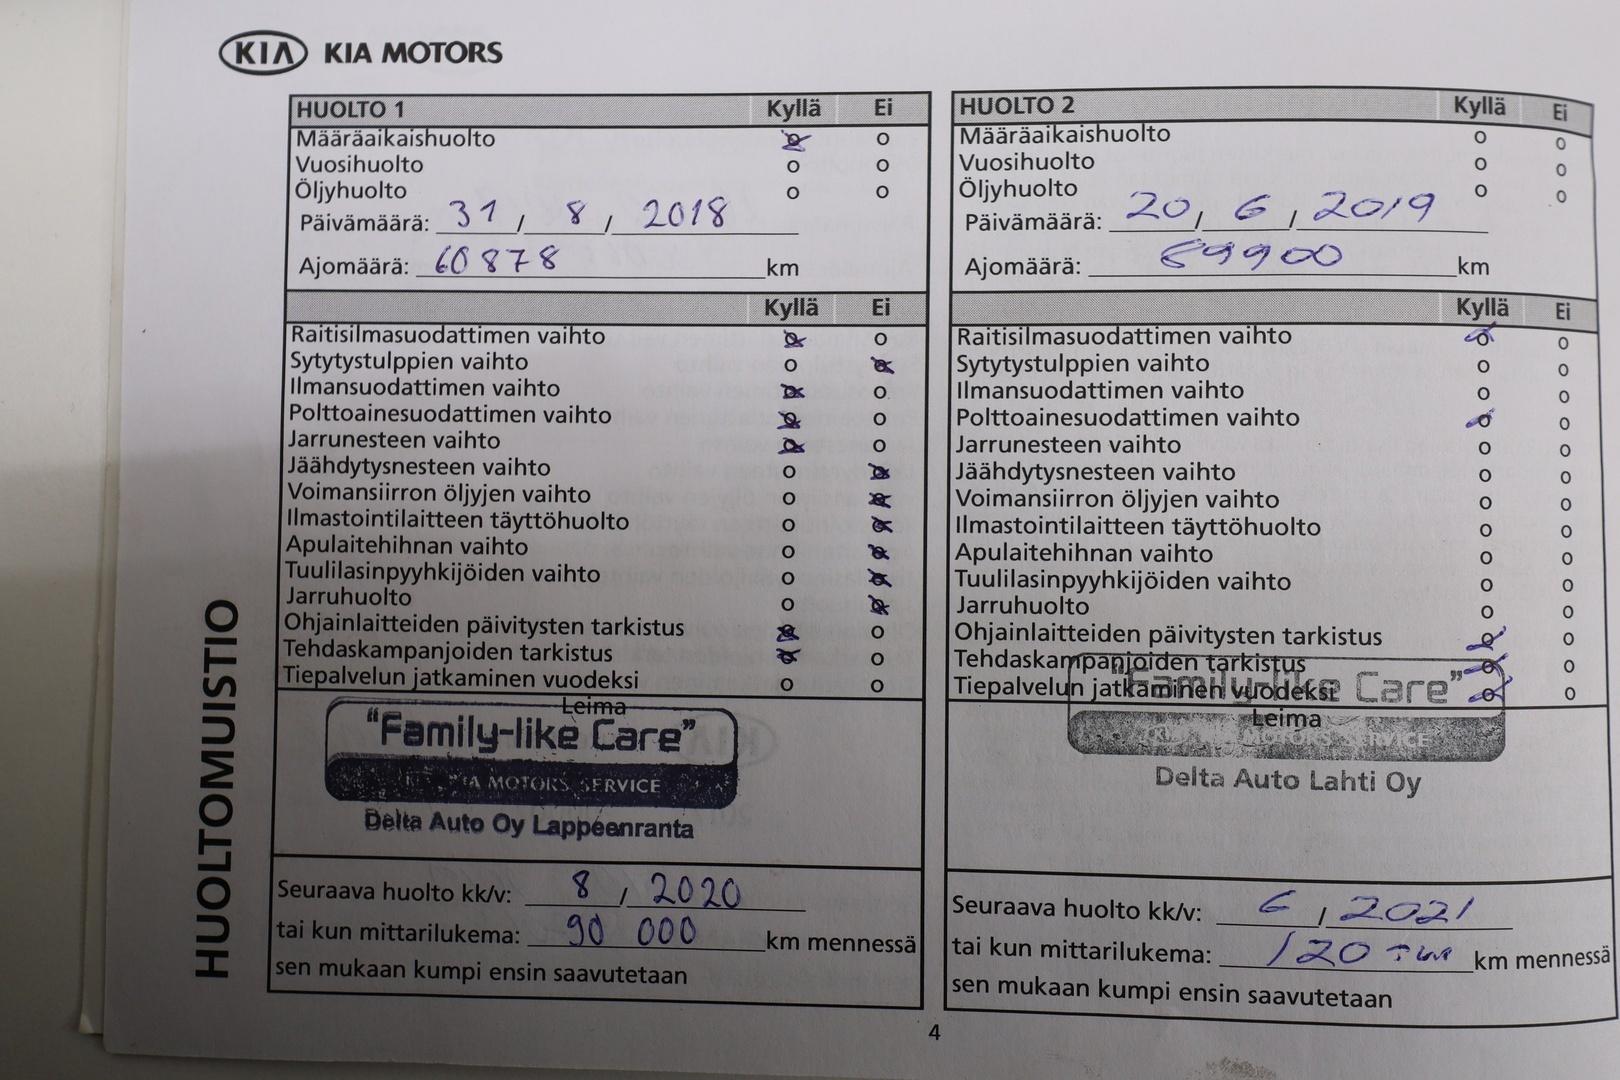 KIA KIA MOTORS
HUOLTOMUISTIO
HUOLTO 1 Kyllä Ei
Määräaikaishuolto o o
Vuosihuolto o o
Öljyhuolto o o
Päivämäärä: 31 / 8 / 2018
Ajomäärä: 60878 km
Kyllä Ei
Raitisilmasuodattimen vaihto o o
Sytytystulppien vaihto o o
Ilmansuodattimen vaihto o o
Polttoainesuodattimen vaihto o o
Jarrunesteen vaihto o o
Jäähdytysnesteen vaihto o o
Voimansiirron öljyjen vaihto o o
Ilmastointilaitteen täyttöhuolto o o
Apulaitehihnan vaihto o o
Tuulilasinpyyhkijöiden vaihto o o
Jarruhuolto o o
Ohjainlaitteiden päivitysten tarkistus o o
Tehdaskampanjoiden tarkistus o o
Tiepalvelun jatkaminen vuodeksi o o
Leima
"Family-like Care"
KIA MOTORS SERVICE
Delta Auto Oy Lappeenranta
Seuraava huolto kk/v: 8 / 2020
tai kun mittarilukema: 90 000 km mennessä
sen mukaan kumpi ensin saavutetaan
HUOLTO 2 Kyllä Ei
Määräaikaishuolto o o
Vuosihuolto o o
Öljyhuolto o o
Päivämäärä: 20 / 6 / 2019
Ajomäärä: 89900 km
Kyllä Ei
Raitisilmasuodattimen vaihto o o
Sytytystulppien vaihto o o
Ilmansuodattimen vaihto o o
Polttoainesuodattimen vaihto o o
Jarrunesteen vaihto o o
Jäähdytysnesteen vaihto o o
Voimansiirron öljyjen vaihto o o
Ilmastointilaitteen täyttöhuolto o o
Apulaitehihnan vaihto o o
Tuulilasinpyyhkijöiden vaihto o o
Jarruhuolto o o
Ohjainlaitteiden päivitysten tarkistus o o
Tehdaskampanjoiden tarkistus o o
Tiepalvelun jatkaminen vuodeksi o o
"Family-like Care"
Leima
KIA MOTORS SERVICE
Delta Auto Lahti Oy
Seuraava huolto kk/v: 6 / 2021
tai kun mittarilukema: 120 km mennessä
sen mukaan kumpi ensin saavutetaan
4